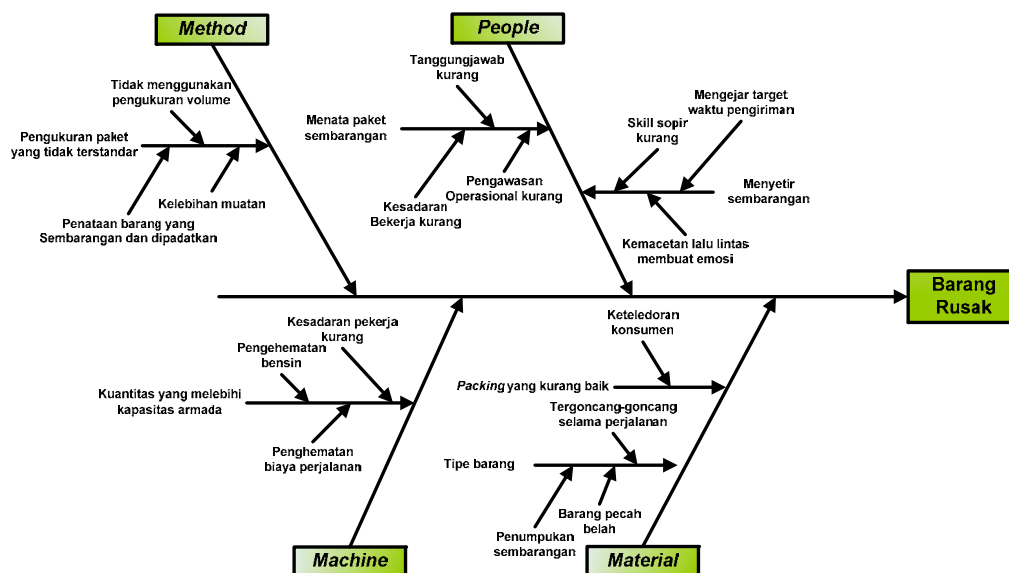 Method
People
Tidak menggunakan
pengukuran volume
Pengukuran paket
yang tidak terstandar
Kelebihan muatan
Penataan barang yang
Sembarangan dan dipadatkan
Tanggungjawab
kurang
Menata paket
sembarangan
Kesadaran
Bekerja kurang
Pengawasan
Operasional kurang
Mengejar target
waktu pengiriman
Skill sopir
kurang
Menyetir
sembarangan
Kemacetan lalu lintas
membuat emosi
Barang
Rusak
Kesadaran pekerja
kurang
Pengehematan
bensin
Kuantitas yang melebihi
kapasitas armada
Penghematan
biaya perjalanan
Keteledoran
konsumen
Packing yang kurang baik
Tergoncang-goncang
selama perjalanan
Tipe barang
Barang pecah
belah
Penumpukan
sembarangan
Machine
Material